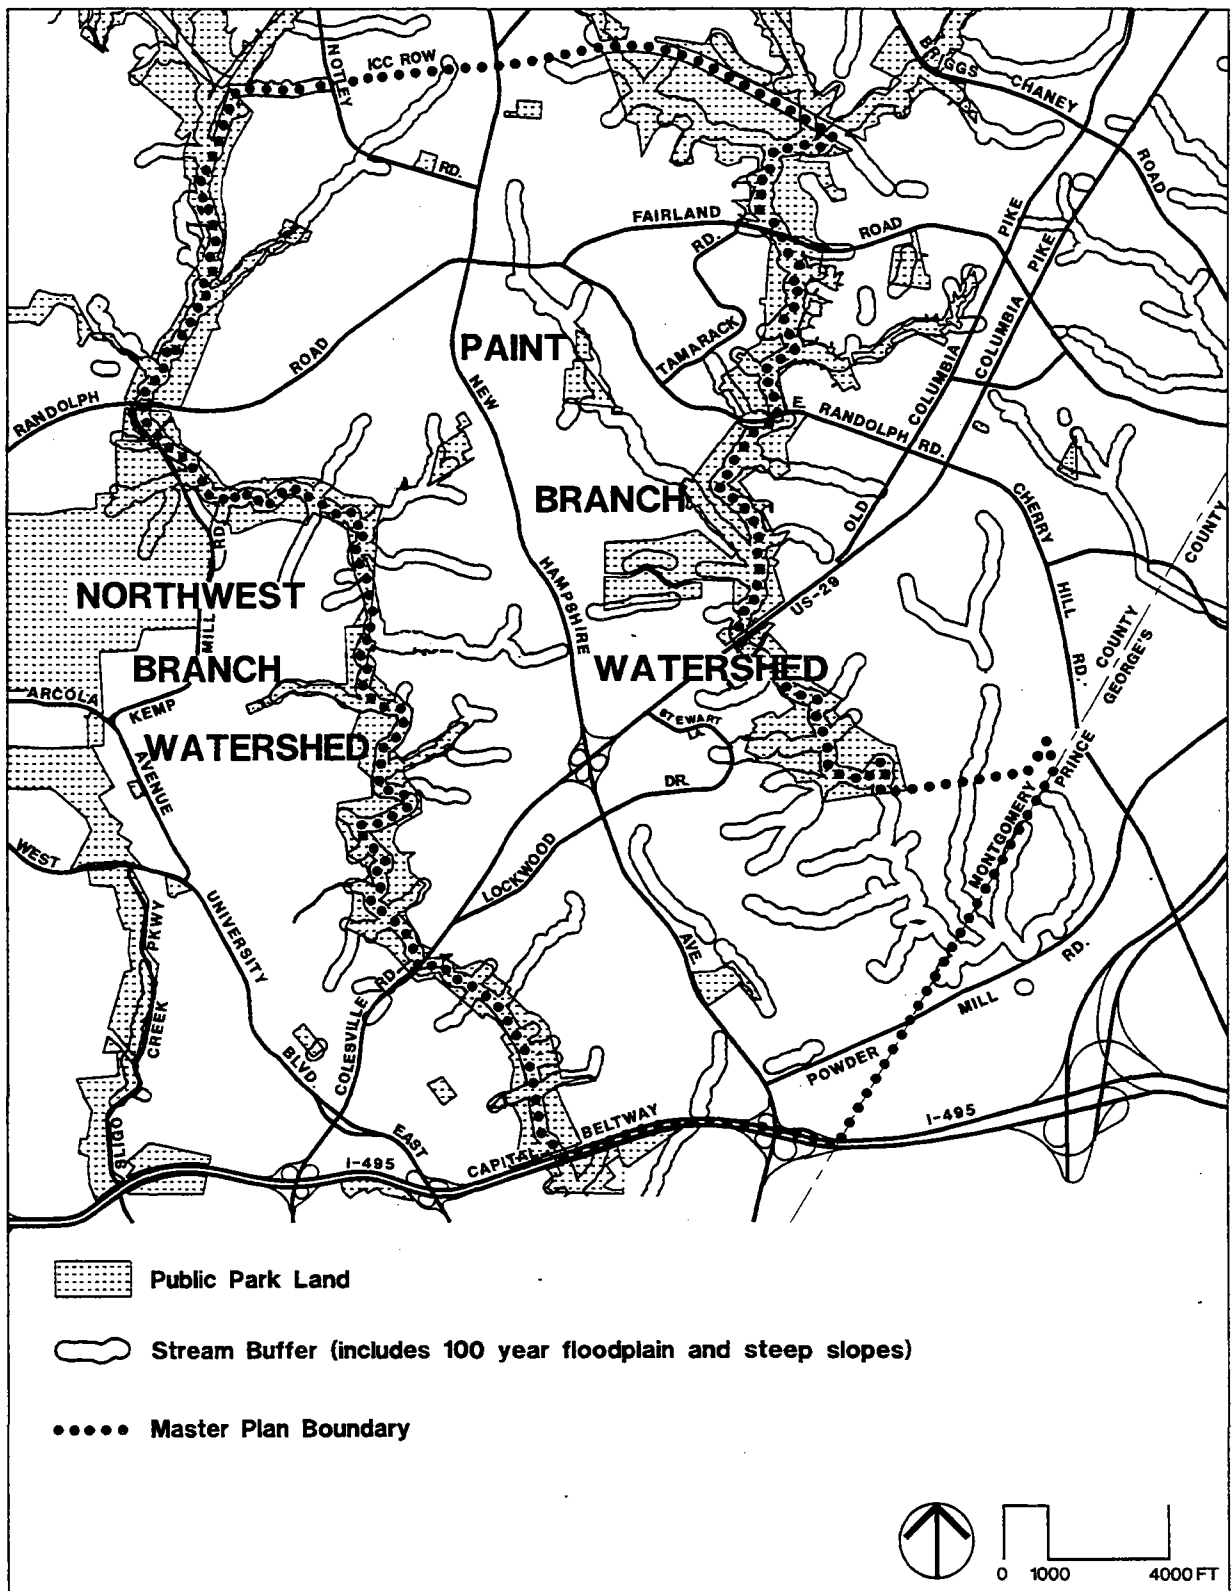 NOTLEY
ICC ROW
BRIGGS
CHANEY
ROAD
RD.
FAIRLAND
ROAD
RD.
PIKE
PIKE
TAMARACK
PAINT
ROAD
NEW
COLUMBIA
COLUMBIA
RANDOLPH
E. RANDOLPH RD.
BRANCH
OLD
CHERRY
COUNTY
RD.
NORTHWEST
HAMPSHIRE
US-29
HILL
MILL
BRANCH
WATERSHED
RD.
COUNTY
GEORGE'S
ARCOLA
KEMP
STEWART
LA.
WATERSHED
AVENUE
DR.
PRINCE
MONTGOMERY
WEST
LOCKWOOD
UNIVERSITY
PKWY
AVE.
RD.
COLESVILLE
RD.
MILL
CREEK
BLVD.
POWDER
SLIGO
EAST
CAPITAL
BELTWAY
I-495
I-495
Public Park Land
Stream Buffer (includes 100 year floodplain and steep slopes)
Master Plan Boundary
0 1000 4000 FT